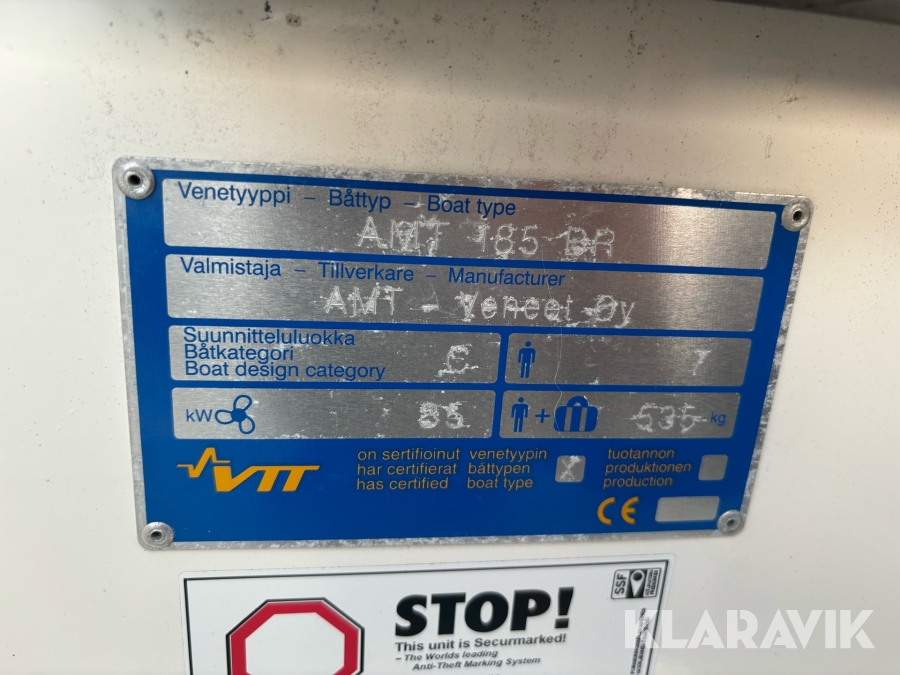 Venetyyppi – Båttyp – Boat type
AMT 185 BR
Valmistaja – Tillverkare – Manufacturer
AMT - Veneet Oy
Suunnitteluluokka
Båtkategori
Boat design category
C
7
kW
85
+
535 kg
VTT
on sertifioinut venetyypin
har certifierat båttypen
has certified boat type
X
tuotannon
produktionen
production
CE
STOP!
This unit is Securmarked!
– The Worlds leading
Anti-Theft Marking System
SSF
KLARAVIK